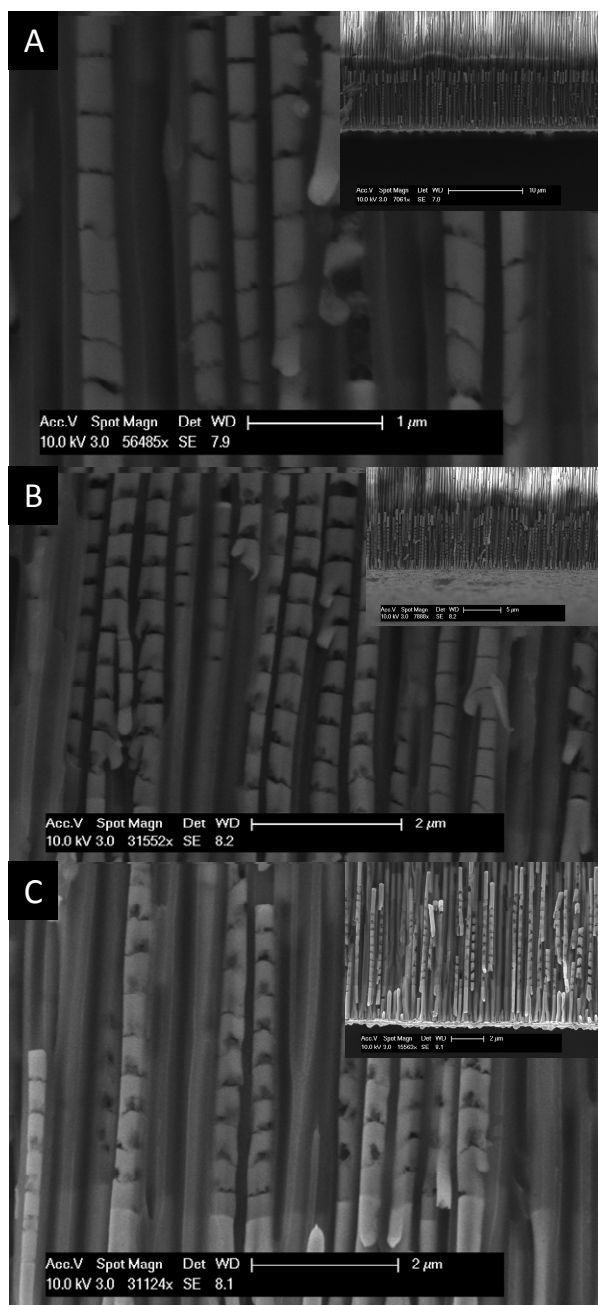 A
Acc.V Spot Magn Det WD 10 µm
10.0 kV 3.0 7061x SE 7.9
Acc.V Spot Magn Det WD 1 µm
10.0 kV 3.0 56485x SE 7.9
B
Acc.V Spot Magn Det WD 5 µm
10.0 kV 3.0 7888x SE 8.2
Acc.V Spot Magn Det WD 2 µm
10.0 kV 3.0 31552x SE 8.2
C
Acc.V Spot Magn Det WD 2 µm
10.0 kV 3.0 15563x SE 8.1
Acc.V Spot Magn Det WD 2 µm
10.0 kV 3.0 31124x SE 8.1